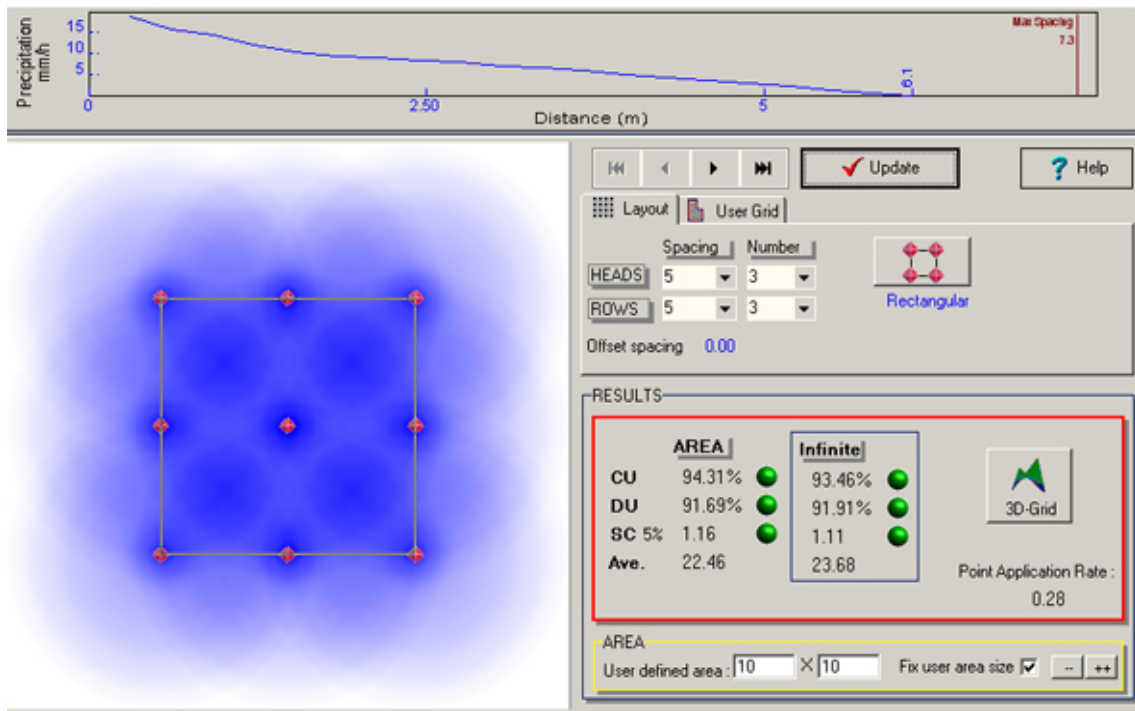 Precipitation
mm/h
15
10
5
0
2.50
5
6.1
Distance (m)
Max Spacing
7.3
Update
? Help
Layout
User Grid
Spacing Number
HEADS 5 3
ROWS 5 3
Rectangular
Offset spacing 0.00
RESULTS
AREA Infinite
CU 94.31% 93.46%
DU 91.69% 91.91%
SC 5% 1.16 1.11
Ave. 22.46 23.68
3D-Grid
Point Application Rate :
0.28
AREA
User defined area : 10 X 10 Fix user area size -- ++